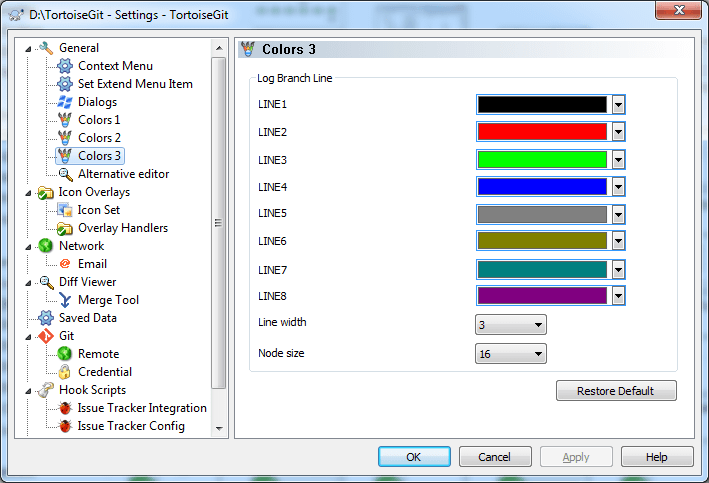 D:\TortoiseGit - Settings - TortoiseGit
General
Context Menu
Set Extend Menu Item
Dialogs
Colors 1
Colors 2
Colors 3
Alternative editor
Icon Overlays
Icon Set
Overlay Handlers
Network
Email
Diff Viewer
Merge Tool
Saved Data
Git
Remote
Credential
Hook Scripts
Issue Tracker Integration
Issue Tracker Config
Colors 3
Log Branch Line
LINE1
LINE2
LINE3
LINE4
LINE5
LINE6
LINE7
LINE8
Line width 3
Node size 16
Restore Default
OK Cancel Apply Help